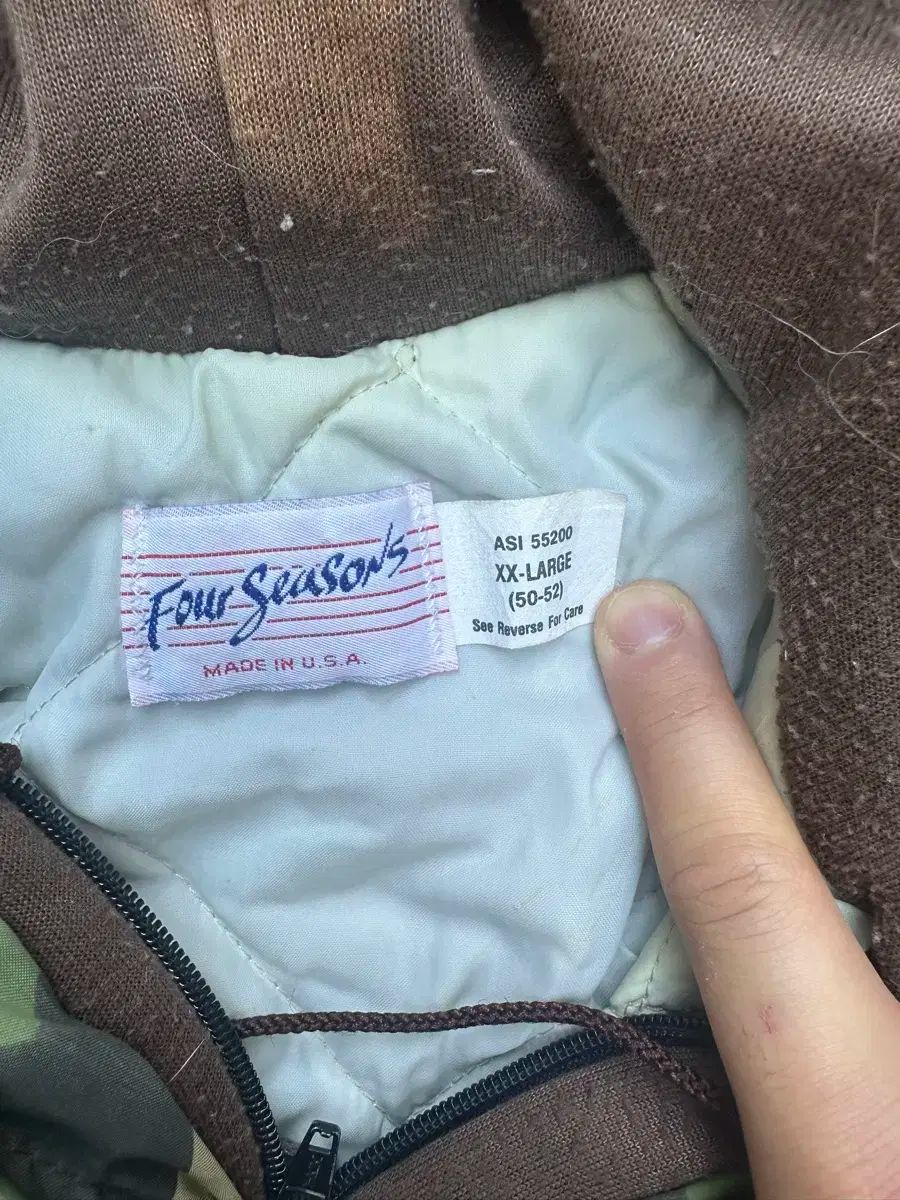 Four Seasons
MADE IN U.S.A.
ASI 55200
XX-LARGE
(50-52)
See Reverse For Care